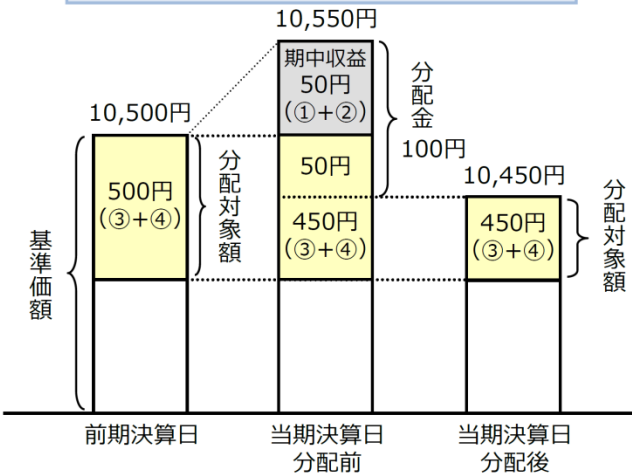 10,550円
期中収益
50円
(①+②)
分配金
100円
10,500円
500円
(③+④)
分配対象額
50円
450円
(③+④)
10,450円
450円
(③+④)
分配対象額
基準価額
前期決算日
当期決算日
分配前
当期決算日
分配後